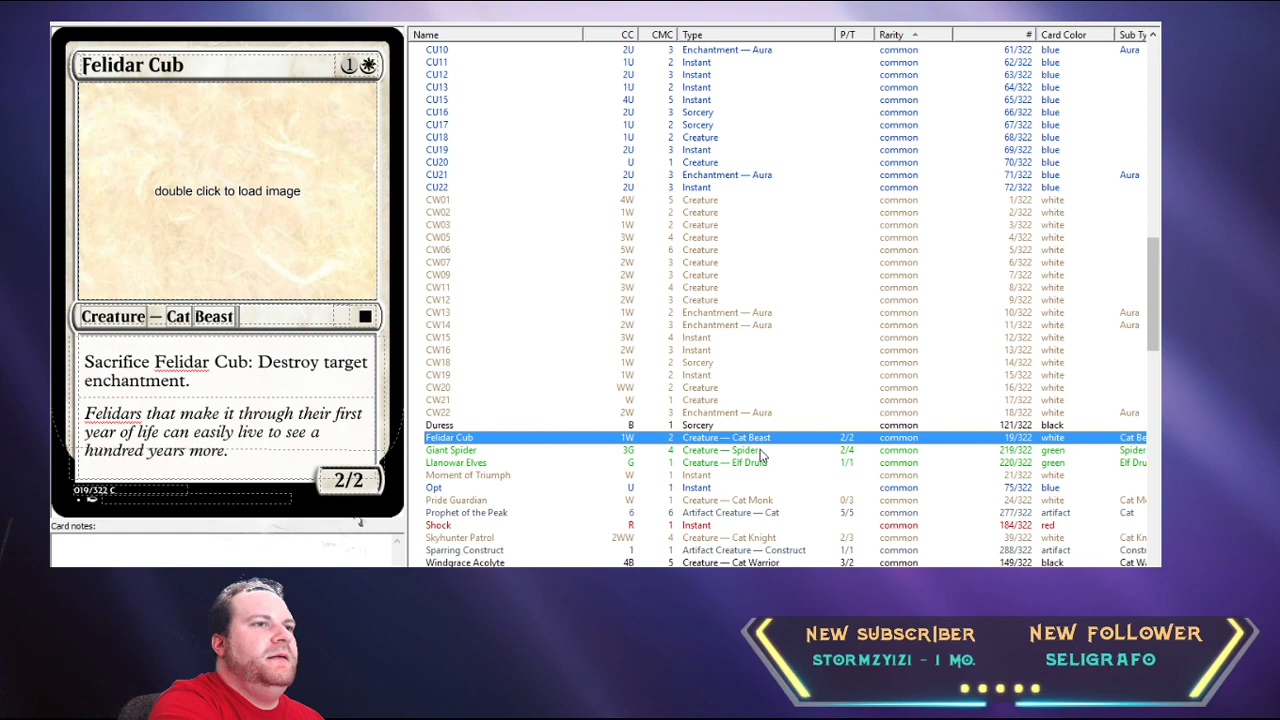 Felidar Cub 1
double click to load image
Creature — Cat Beast
Sacrifice Felidar Cub: Destroy target
enchantment.
Felidars that make it through their first
year of life can easily live to see a
hundred years more.
2/2
019/322 C
Card notes:
Name CC CMC Type P/T Rarity # Card Color Sub Ty
CU10 2U 3 Enchantment — Aura common 61/322 blue Aura
CU11 1U 2 Instant common 62/322 blue
CU12 2U 3 Instant common 63/322 blue
CU13 1U 2 Instant common 64/322 blue
CU15 4U 5 Instant common 65/322 blue
CU16 2U 3 Sorcery common 66/322 blue
CU17 1U 2 Sorcery common 67/322 blue
CU18 1U 2 Creature common 68/322 blue
CU19 2U 3 Instant common 69/322 blue
CU20 U 1 Creature common 70/322 blue
CU21 2U 3 Enchantment — Aura common 71/322 blue Aura
CU22 2U 3 Instant common 72/322 blue
CW01 4W 5 Creature common 1/322 white
CW02 1W 2 Creature common 2/322 white
CW03 1W 2 Creature common 3/322 white
CW05 3W 4 Creature common 4/322 white
CW06 5W 6 Creature common 5/322 white
CW07 2W 3 Creature common 6/322 white
CW09 2W 3 Creature common 7/322 white
CW11 3W 4 Creature common 8/322 white
CW12 2W 3 Creature common 9/322 white
CW13 1W 2 Enchantment — Aura common 10/322 white Aura
CW14 2W 3 Enchantment — Aura common 11/322 white Aura
CW15 3W 4 Instant common 12/322 white
CW16 2W 3 Instant common 13/322 white
CW18 1W 2 Sorcery common 14/322 white
CW19 1W 2 Instant common 15/322 white
CW20 WW 2 Creature common 16/322 white
CW21 W 1 Creature common 17/322 white
CW22 2W 3 Enchantment — Aura common 18/322 white Aura
Duress B 1 Sorcery common 121/322 black
Felidar Cub 1W 2 Creature — Cat Beast 2/2 common 19/322 white Cat Be
Giant Spider 3G 4 Creature — Spider 2/4 common 219/322 green Spider
Llanowar Elves G 1 Creature — Elf Druid 1/1 common 220/322 green Elf Dru
Moment of Triumph W 1 Instant common 21/322 white
Opt U 1 Instant common 75/322 blue
Pride Guardian W 1 Creature — Cat Monk 0/3 common 24/322 white Cat M
Prophet of the Peak 6 6 Artifact Creature — Cat 5/5 common 277/322 artifact Cat
Shock R 1 Instant common 184/322 red
Skyhunter Patrol 2WW 4 Creature — Cat Knight 2/3 common 39/322 white Cat Kn
Sparring Construct 1 1 Artifact Creature — Construct 1/1 common 288/322 artifact Constr
Windgrace Acolyte 4B 5 Creature — Cat Warrior 3/2 common 149/322 black Cat Wa
NEW SUBSCRIBER
STORMZYIZI - 1 MO.
NEW FOLLOWER
SELIGRAFO